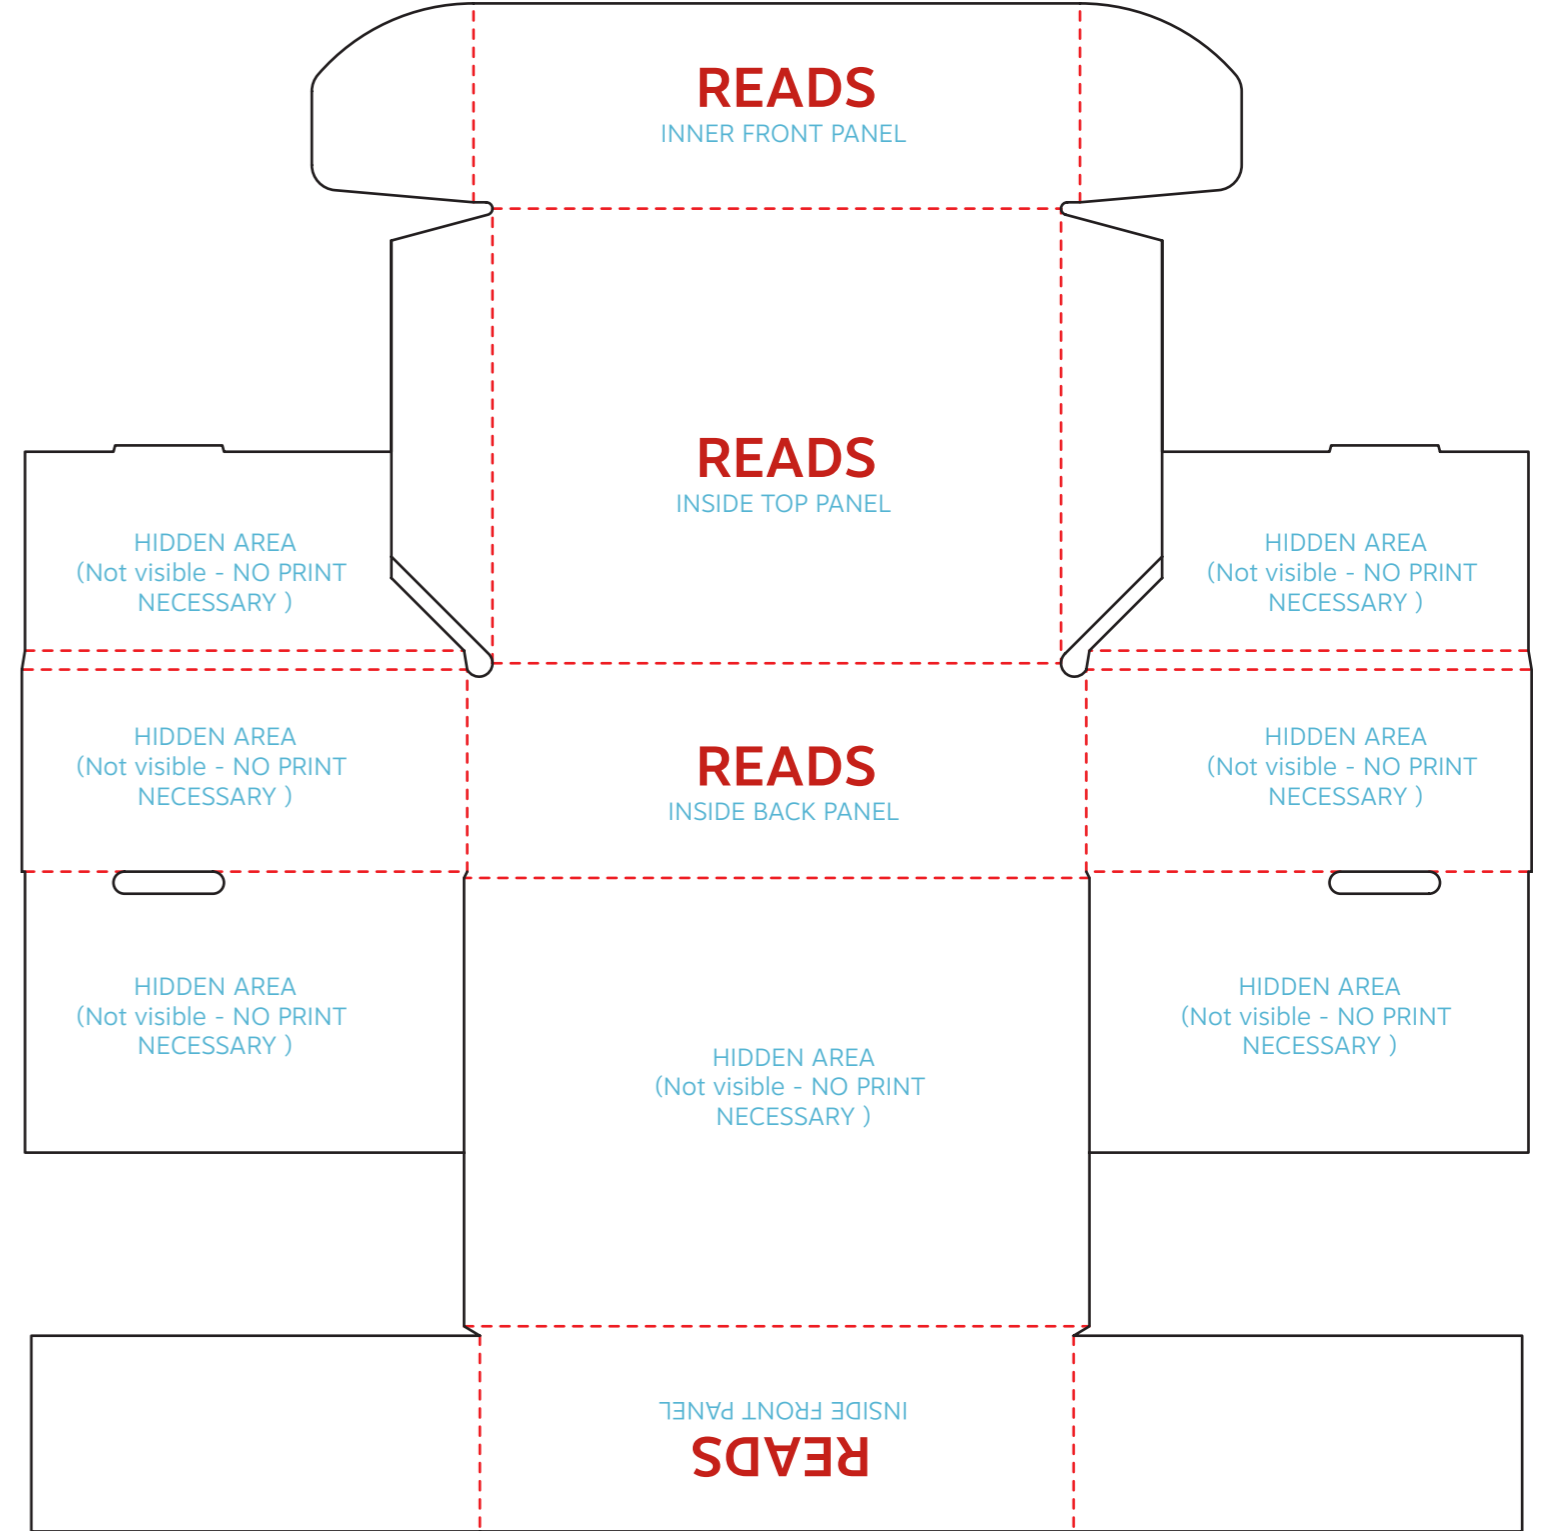 READS
INNER FRONT PANEL
READS
INSIDE TOP PANEL
HIDDEN AREA
(Not visible - NO PRINT
NECESSARY )
HIDDEN AREA
(Not visible - NO PRINT
NECESSARY )
HIDDEN AREA
(Not visible - NO PRINT
NECESSARY )
READS
INSIDE BACK PANEL
HIDDEN AREA
(Not visible - NO PRINT
NECESSARY )
HIDDEN AREA
(Not visible - NO PRINT
NECESSARY )
HIDDEN AREA
(Not visible - NO PRINT
NECESSARY )
HIDDEN AREA
(Not visible - NO PRINT
NECESSARY )
READS
INSIDE FRONT PANEL